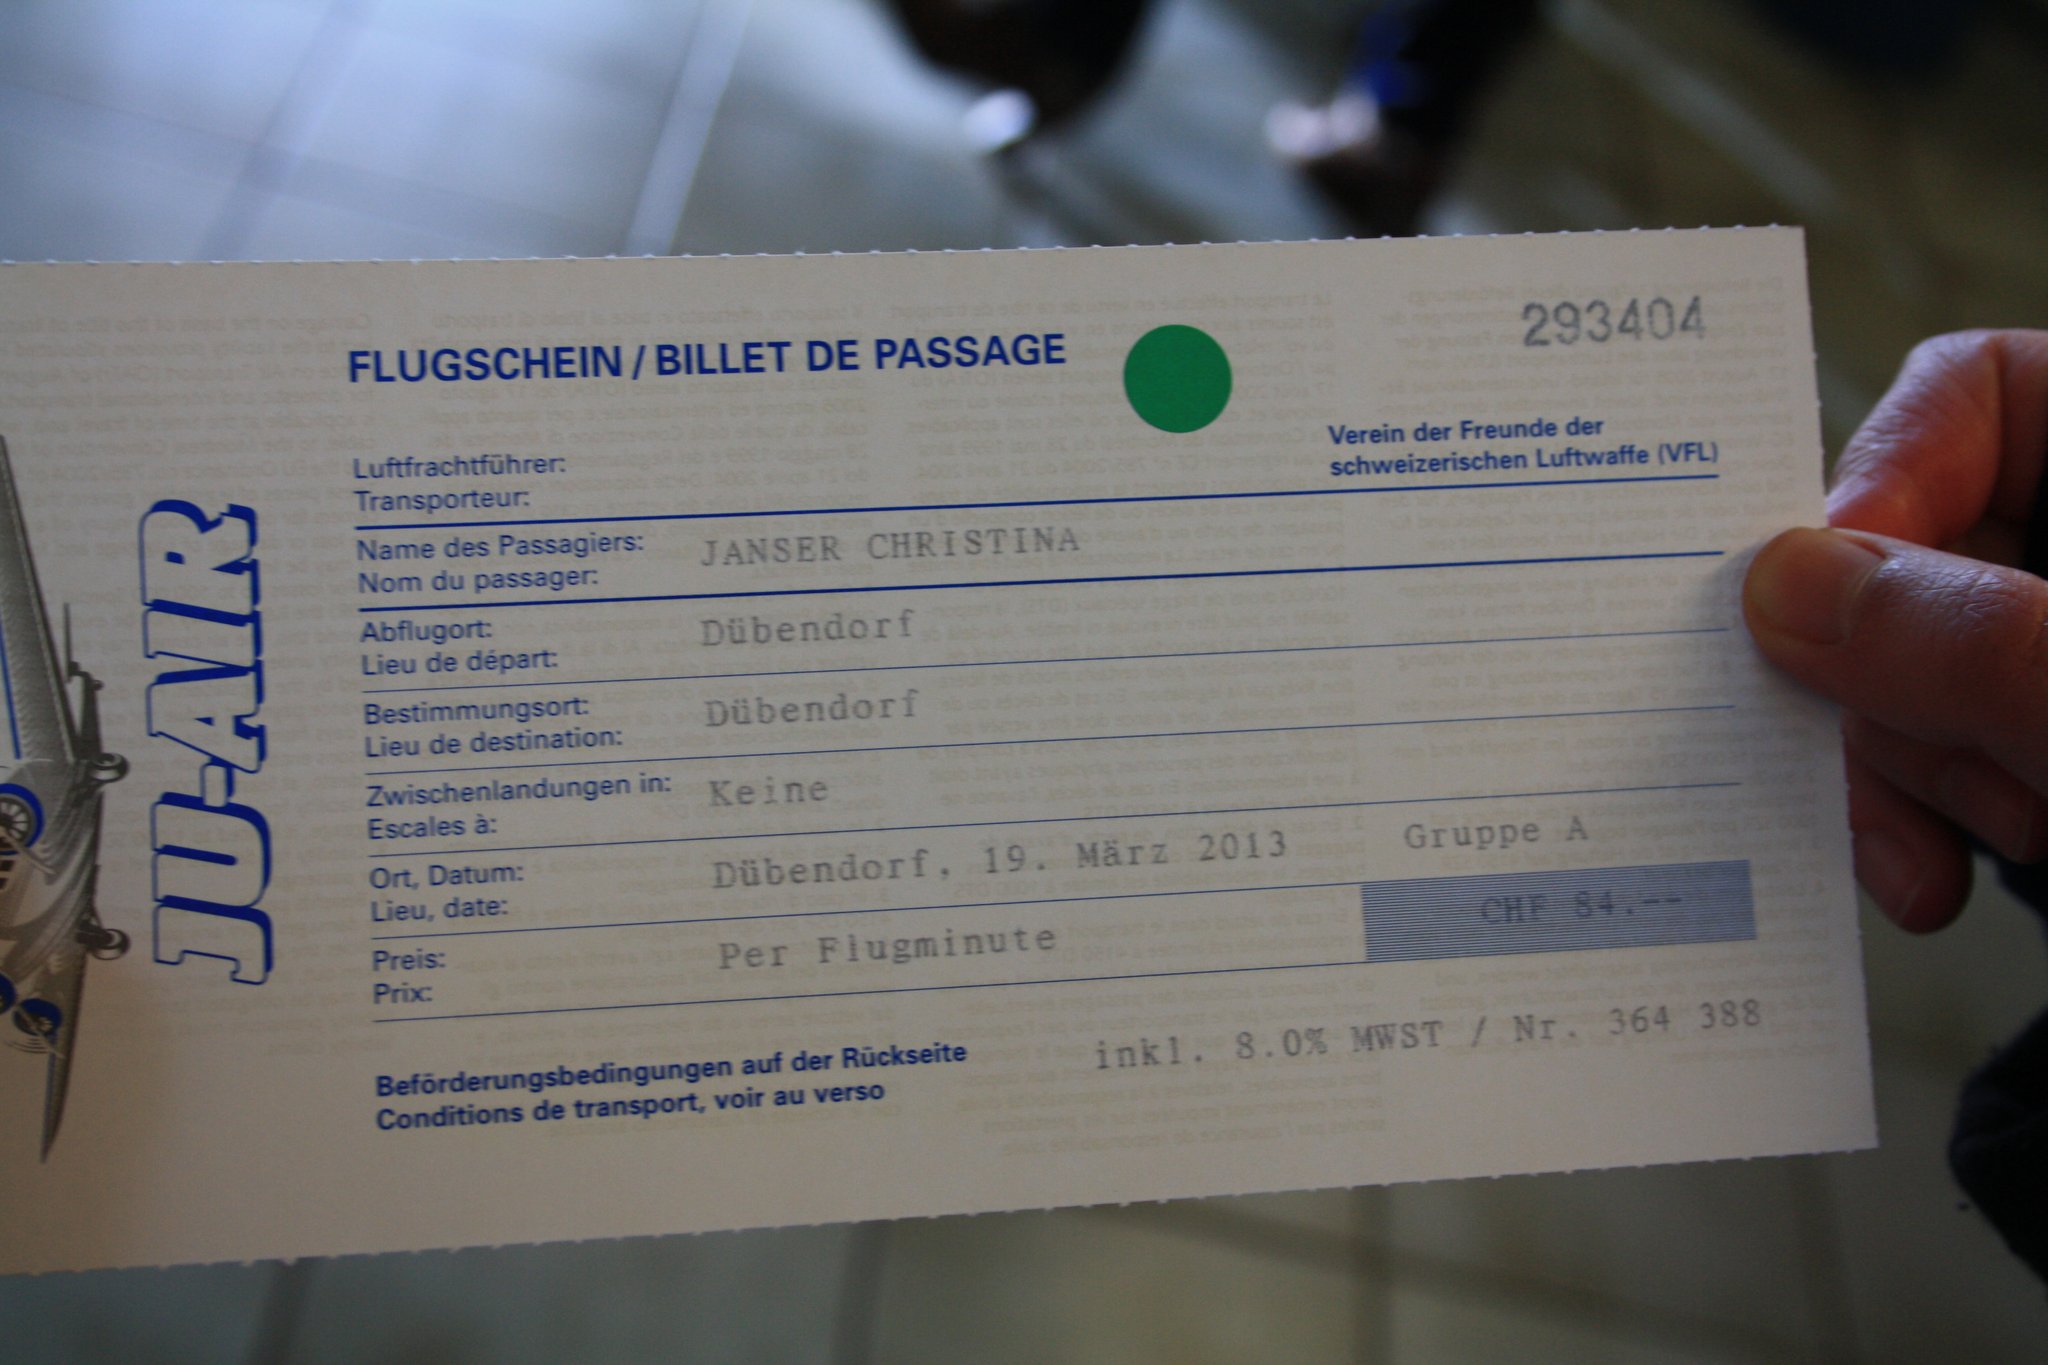 293404
FLUGSCHEIN / BILLET DE PASSAGE
JU-AIR
Luftfrachtführer:
Transporteur:
Verein der Freunde der
schweizerischen Luftwaffe (VFL)
Name des Passagiers: JANSER CHRISTINA
Nom du passager:
Abflugort: Dübendorf
Lieu de départ:
Bestimmungsort: Dübendorf
Lieu de destination:
Zwischenlandungen in: Keine
Escales à:
Ort, Datum: Dübendorf, 19. März 2013 Gruppe A
Lieu, date:
Preis: Per Flugminute CHF 84.--
Prix:
Beförderungsbedingungen auf der Rückseite
Conditions de transport, voir au verso
inkl. 8.0% MWST / Nr. 364 388